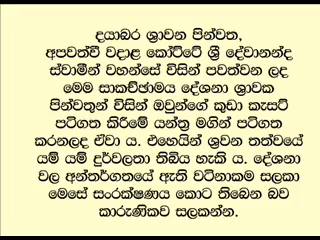 දයාබර ශ්‍රාවන පින්වත,
අපවත්වී වදාළ කෝට්ටේ ශ්‍රී දේවානන්ද
ස්වාමීන් වහන්සේ විසින් පවත්වන ලද
මෙම සාකච්ඡාමය දේශනා ශ්‍රාවක
පින්වතුන් විසින් ඔවුන්ගේ කුඩා කැසට්
පටිගත කිරීමේ යන්ත්‍ර මගින් පටිගත
කරනලද ඒවා ය. එහෙයින් ශ්‍රවන තත්වයේ
යම් යම් දුර්වලතා තිබිය හැකි ය. දේශනා
වල අන්තර්ගතයේ ඇති වටිනාකම සලකා
මෙසේ සංරක්ෂණය කොට තිබෙන බව
කාරුණිකව සලකන්න.